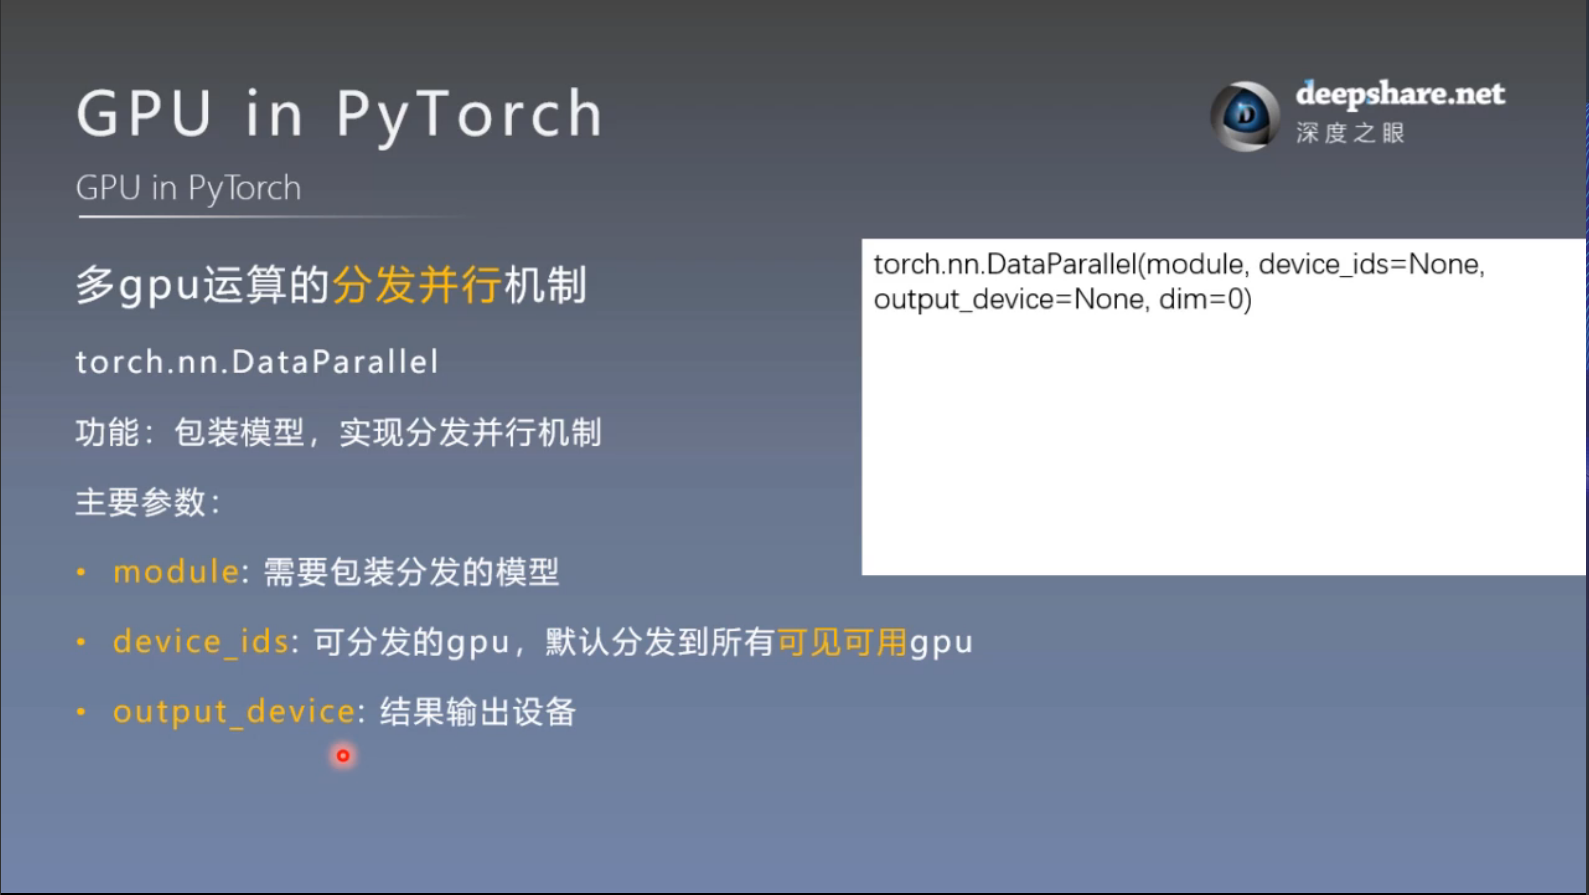 GPU in PyTorch
deepshare.net
深度之眼
GPU in PyTorch
多gpu运算的分发并行机制
torch.nn.DataParallel
功能：包装模型，实现分发并行机制
主要参数：
• module: 需要包装分发的模型
• device_ids: 可分发的gpu，默认分发到所有可见可用gpu
• output_device: 结果输出设备
torch.nn.DataParallel(module, device_ids=None,
output_device=None, dim=0)